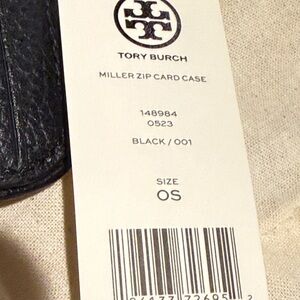 TORY BURCH
MILLER ZIP CARD CASE
148984
0523
BLACK / 001
SIZE
OS